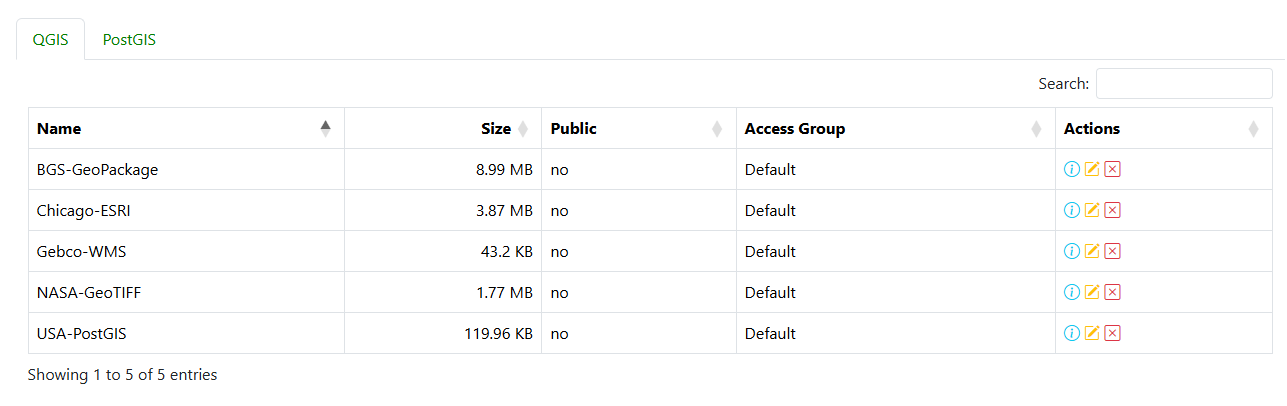 QGIS PostGIS
Search:
Name Size Public Access Group Actions
BGS-GeoPackage 8.99 MB no Default
Chicago-ESRI 3.87 MB no Default
Gebco-WMS 43.2 KB no Default
NASA-GeoTIFF 1.77 MB no Default
USA-PostGIS 119.96 KB no Default
Showing 1 to 5 of 5 entries